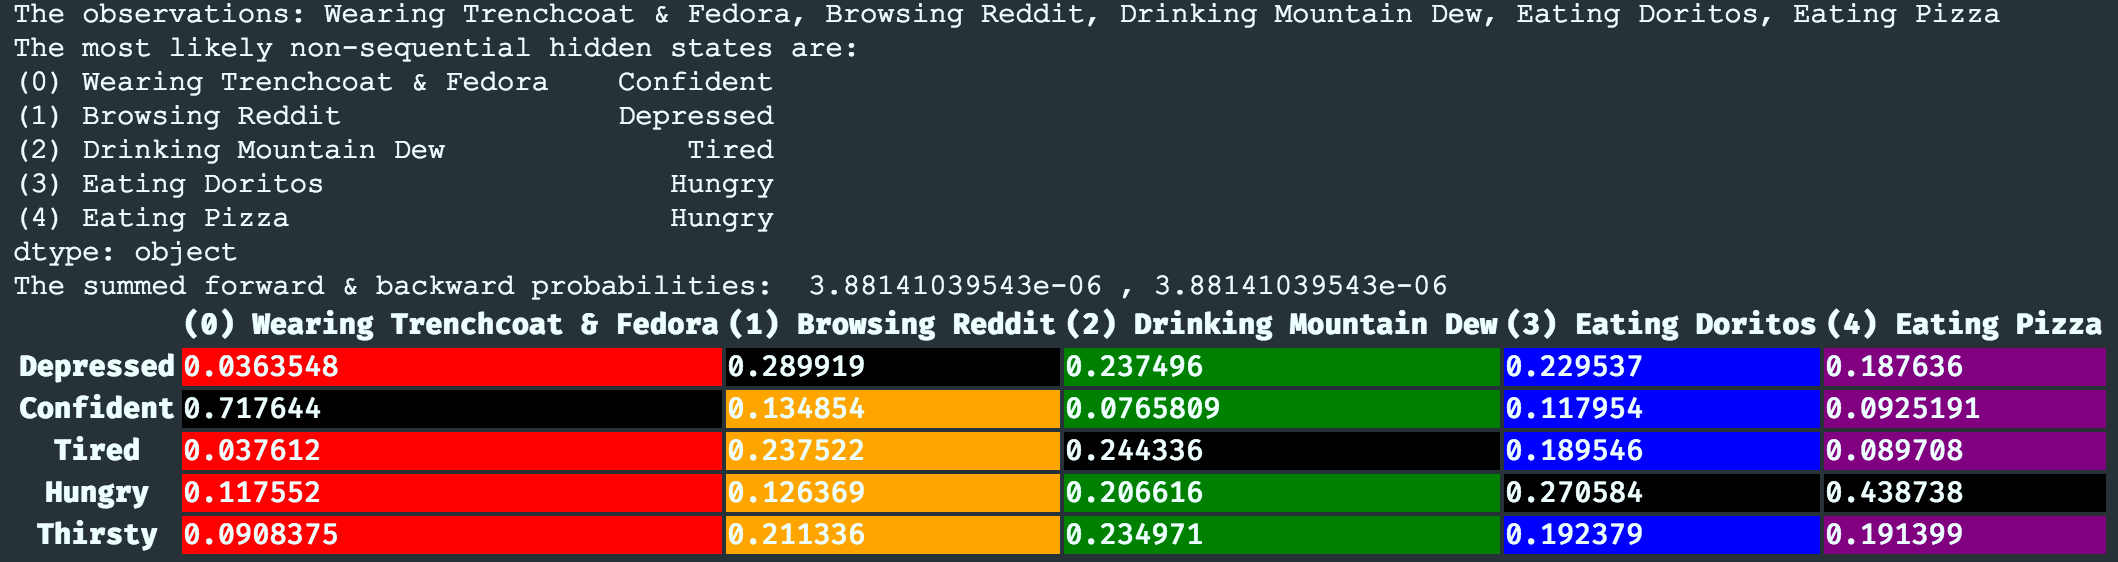 The observations: Wearing Trenchcoat & Fedora, Browsing Reddit, Drinking Mountain Dew, Eating Doritos, Eating Pizza
The most likely non-sequential hidden states are:
(0) Wearing Trenchcoat & Fedora    Confident
(1) Browsing Reddit                Depressed
(2) Drinking Mountain Dew              Tired
(3) Eating Doritos                    Hungry
(4) Eating Pizza                      Hungry
dtype: object
The summed forward & backward probabilities:  3.88141039543e-06 , 3.88141039543e-06
(0) Wearing Trenchcoat & Fedora (1) Browsing Reddit (2) Drinking Mountain Dew (3) Eating Doritos (4) Eating Pizza
Depressed 0.0363548 0.289919 0.237496 0.229537 0.187636
Confident 0.717644 0.134854 0.0765809 0.117954 0.0925191
Tired 0.037612 0.237522 0.244336 0.189546 0.089708
Hungry 0.117552 0.126369 0.206616 0.270584 0.438738
Thirsty 0.0908375 0.211336 0.234971 0.192379 0.191399